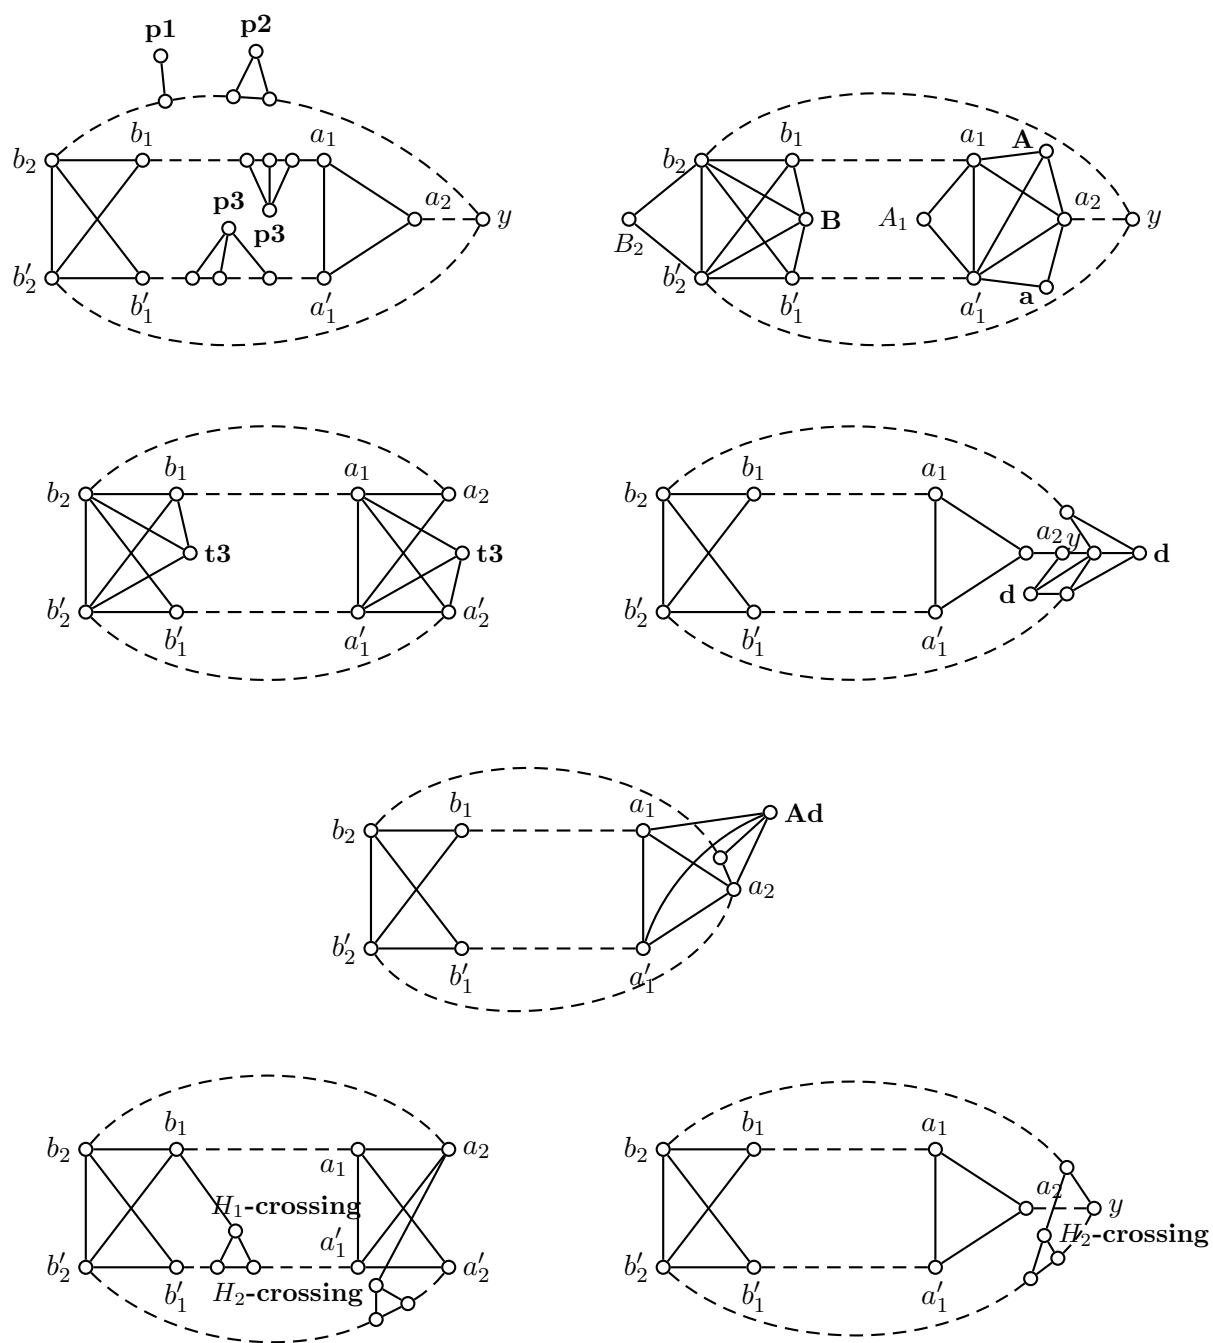 p1 p2
b₁ a₁ b₁ a₁ A
b₂ p3 a₂ y b₂ B A₁ a₂ y
p3 B₂
b′₂ b′₁ a′₁ b′₂ b′₁ a′₁ a
b₁ a₁ b₁ a₁
b₂ a₂ b₂
t3 t3 a₂ y d
d
b′₂ b′₁ a′₁ a′₂ b′₂ b′₁ a′₁
b₁ a₁ Ad
b₂
a₂
b′₂ b′₁ a′₁
b₁ b₁ a₁
b₂ a₁ a₂ b₂
H₁-crossing a₂ y
a′₁ H₂-crossing
b′₂ b′₁ H₂-crossing a′₂ b′₂ b′₁ a′₁